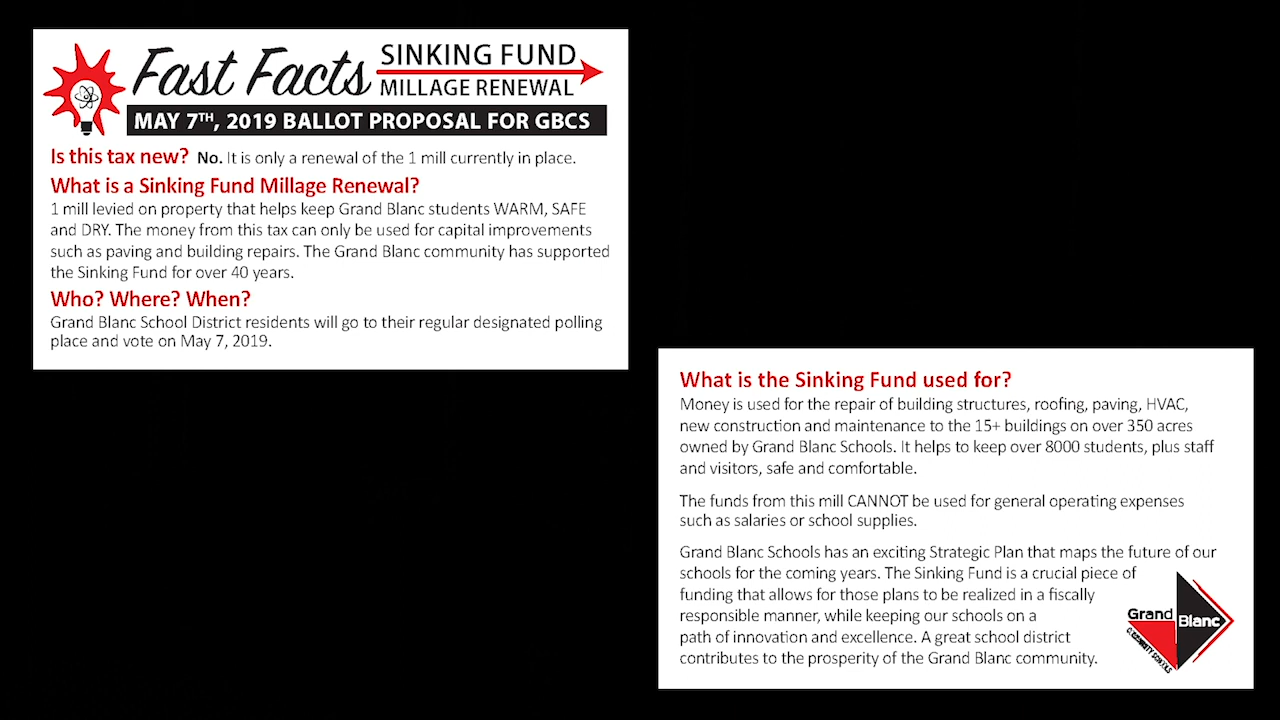 Fast Facts
SINKING FUND
MILLAGE RENEWAL
MAY 7TH, 2019 BALLOT PROPOSAL FOR GBCS
Is this tax new? No. It is only a renewal of the 1 mill currently in place.
What is a Sinking Fund Millage Renewal?
1 mill levied on property that helps keep Grand Blanc students WARM, SAFE
and DRY. The money from this tax can only be used for capital improvements
such as paving and building repairs. The Grand Blanc community has supported
the Sinking Fund for over 40 years.
Who? Where? When?
Grand Blanc School District residents will go to their regular designated polling
place and vote on May 7, 2019.
What is the Sinking Fund used for?
Money is used for the repair of building structures, roofing, paving, HVAC,
new construction and maintenance to the 15+ buildings on over 350 acres
owned by Grand Blanc Schools. It helps to keep over 8000 students, plus staff
and visitors, safe and comfortable.
The funds from this mill CANNOT be used for general operating expenses
such as salaries or school supplies.
Grand Blanc Schools has an exciting Strategic Plan that maps the future of our
schools for the coming years. The Sinking Fund is a crucial piece of
funding that allows for those plans to be realized in a fiscally
responsible manner, while keeping our schools on a
path of innovation and excellence. A great school district
contributes to the prosperity of the Grand Blanc community.
Grand Blanc
COMMUNITY SCHOOLS